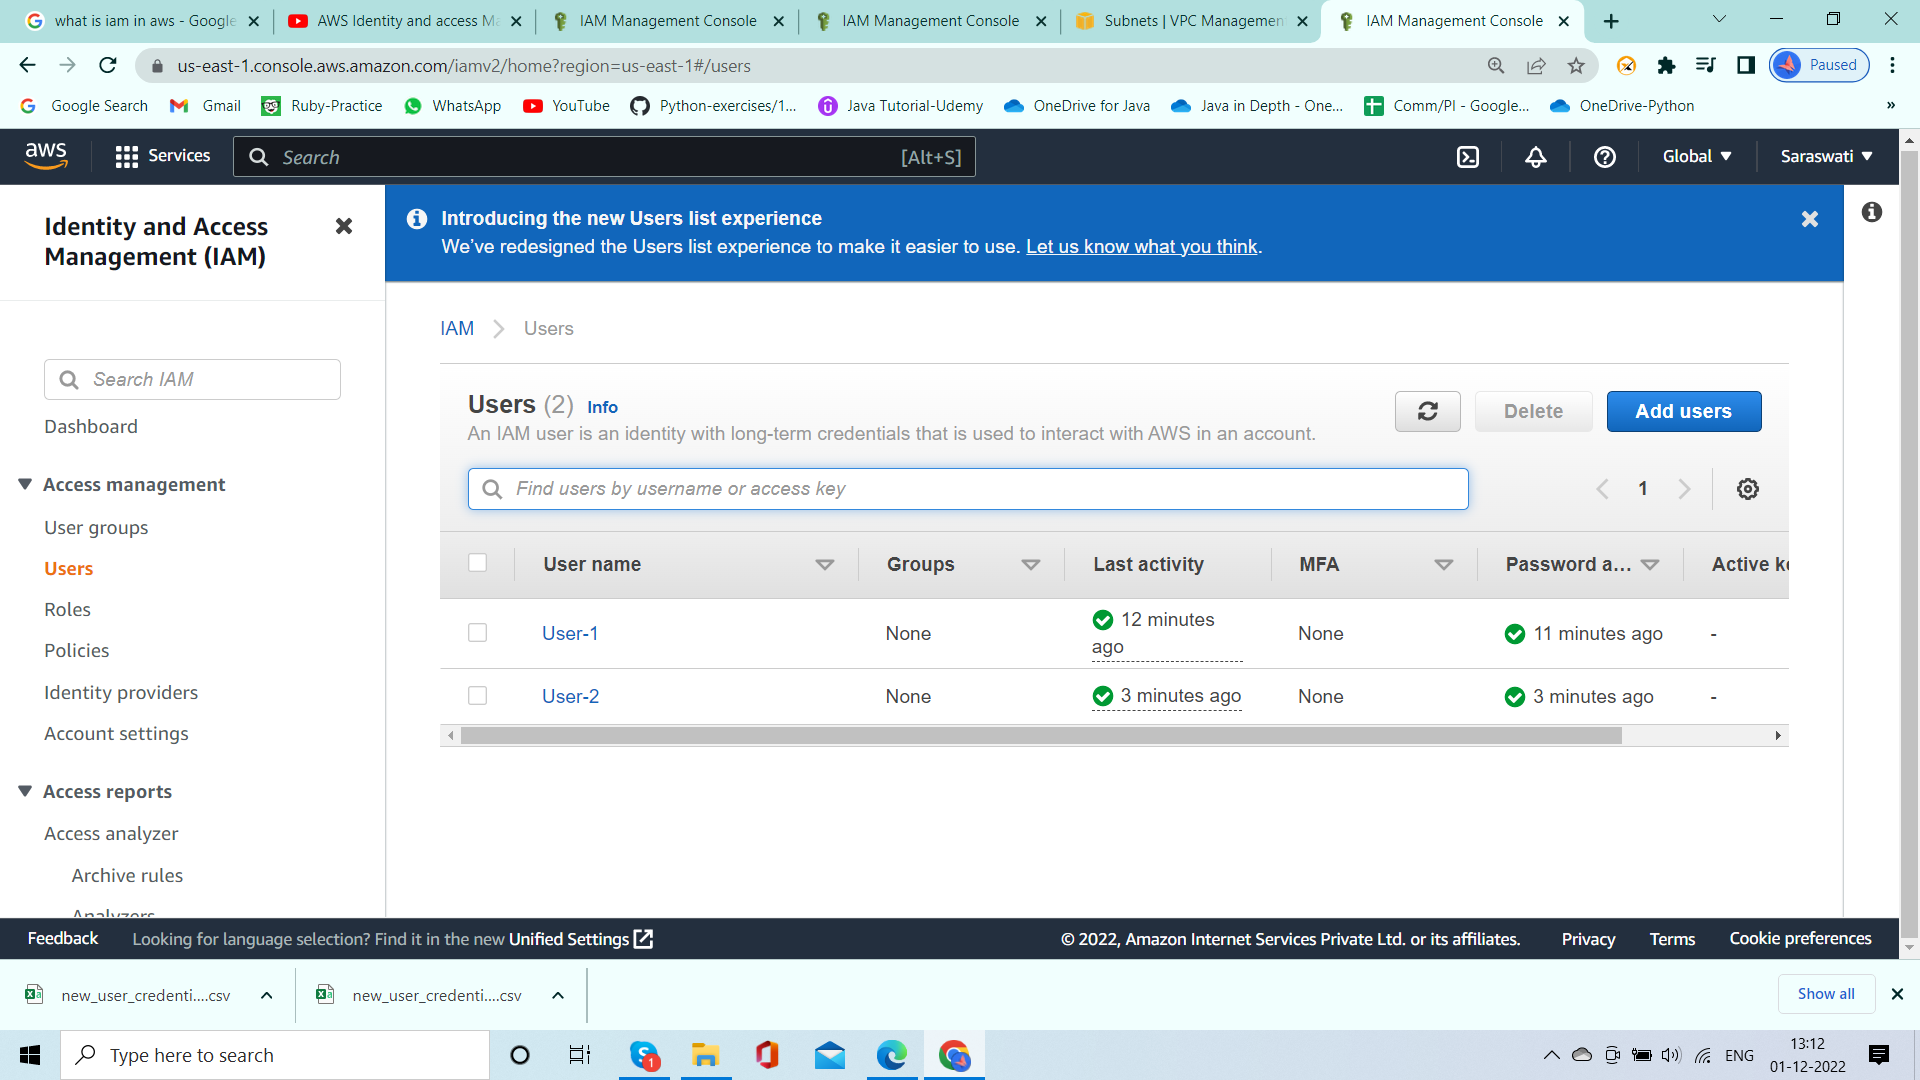 what is iam in aws - Google
AWS Identity and access Ma
IAM Management Console
IAM Management Console
Subnets | VPC Managemen
IAM Management Console
us-east-1.console.aws.amazon.com/iamv2/home?region=us-east-1#/users
Paused
Google Search
Gmail
Ruby-Practice
WhatsApp
YouTube
Python-exercises/1...
Java Tutorial-Udemy
OneDrive for Java
Java in Depth - One...
Comm/PI - Google...
OneDrive-Python
»
aws
Services
Search
[Alt+S]
Global
Saraswati
Identity and Access
Management (IAM)
Search IAM
Dashboard
Access management
User groups
Users
Roles
Policies
Identity providers
Account settings
Access reports
Access analyzer
Archive rules
Analyzers
Introducing the new Users list experience
We've redesigned the Users list experience to make it easier to use. Let us know what you think.
IAM > Users
Users (2) Info
An IAM user is an identity with long-term credentials that is used to interact with AWS in an account.
Delete
Add users
Find users by username or access key
1
User name
Groups
Last activity
MFA
Password a...
Active ke
User-1
None
12 minutes
ago
None
11 minutes ago
-
User-2
None
3 minutes ago
None
3 minutes ago
-
Feedback
Looking for language selection? Find it in the new Unified Settings
© 2022, Amazon Internet Services Private Ltd. or its affiliates.
Privacy
Terms
Cookie preferences
new_user_credenti....csv
new_user_credenti....csv
Show all
Type here to search
1
ENG
13:12
01-12-2022